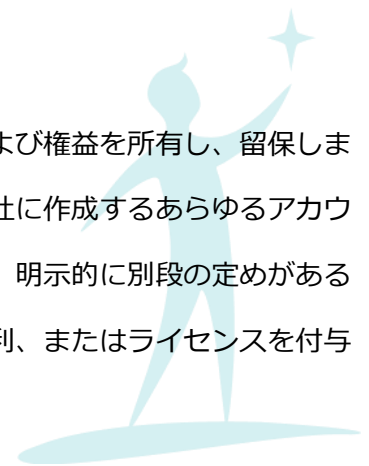 よび権益を所有し、留保しま
社に作成するあらゆるアカウ
明示的に別段の定めがある
利、またはライセンスを付与